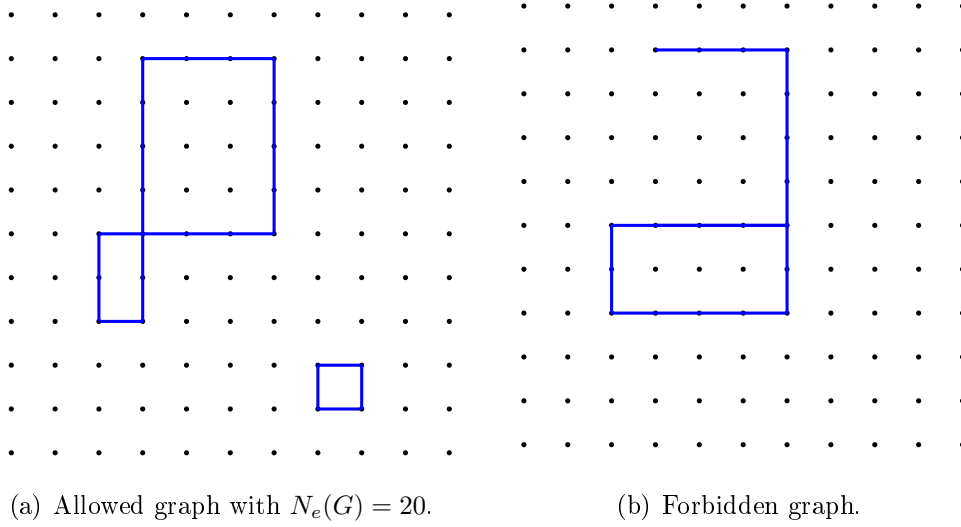 (a) Allowed graph with $N_e(G) = 20$.
(b) Forbidden graph.